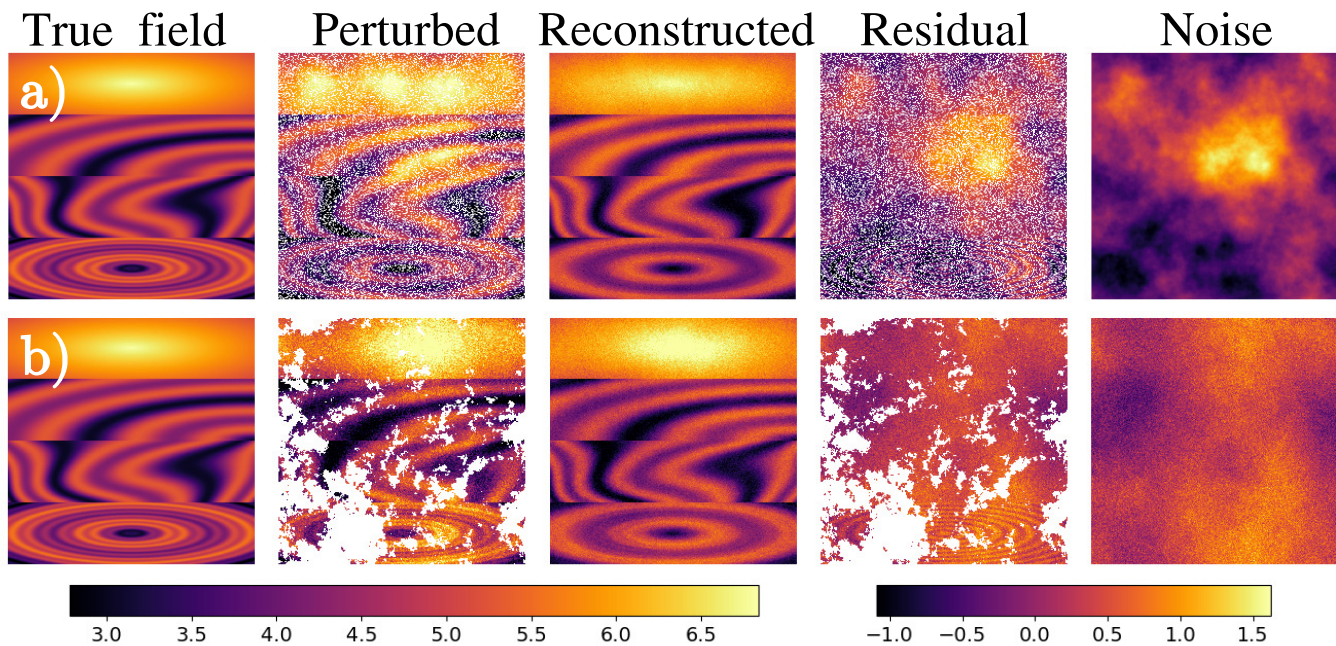 True field Perturbed Reconstructed Residual Noise
a)
b)
3.0 3.5 4.0 4.5 5.0 5.5 6.0 6.5
−1.0 −0.5 0.0 0.5 1.0 1.5